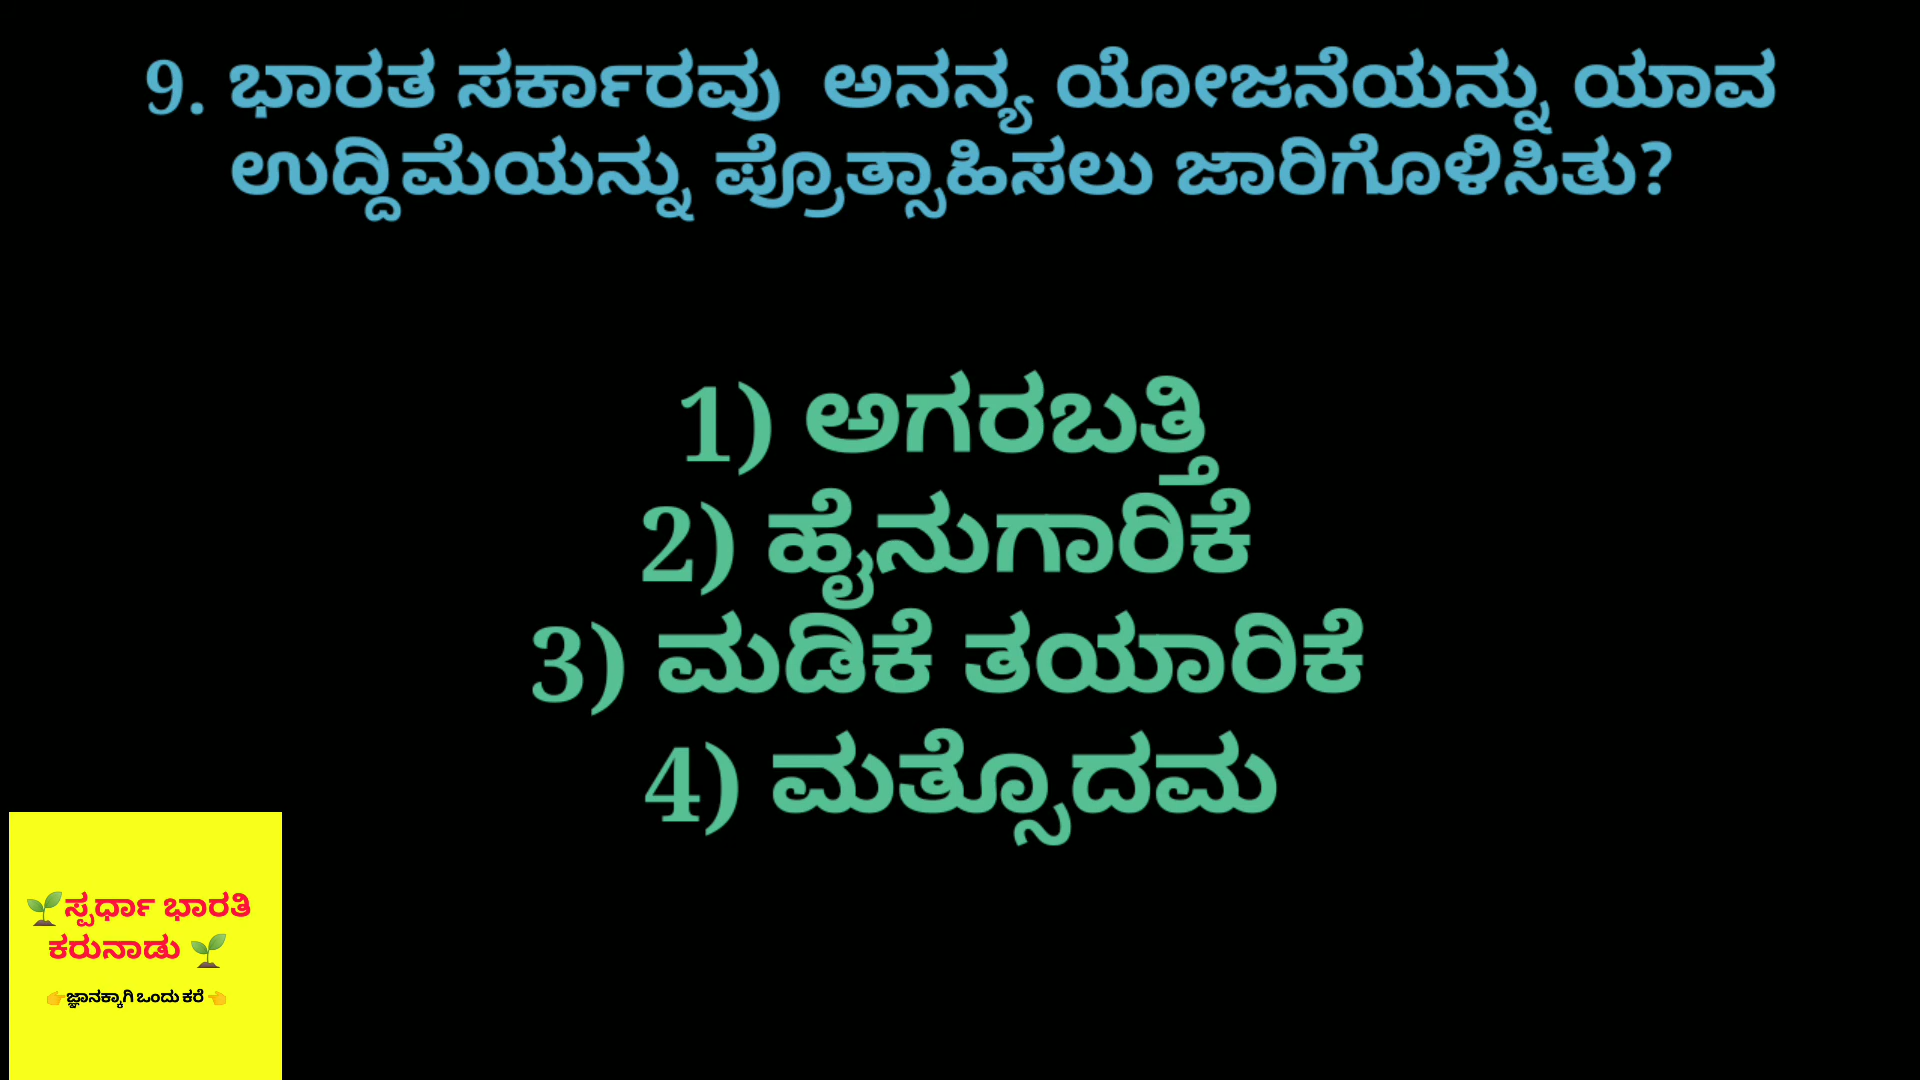 9. ಭಾರತ ಸರ್ಕಾರವು ಅನನ್ಯ ಯೋಜನೆಯನ್ನು ಯಾವ
ಉದ್ದಿಮೆಯನ್ನು ಪ್ರೊತ್ಸಾಹಿಸಲು ಜಾರಿಗೊಳಿಸಿತು?
1) ಅಗರಬತ್ತಿ
2) ಹೈನುಗಾರಿಕೆ
3) ಮಡಿಕೆ ತಯಾರಿಕೆ
4) ಮತ್ಸೊದಮ
🌱ಸ್ಪರ್ಧಾ ಭಾರತಿ
ಕರುನಾಡು 🌱
👉ಜ್ಞಾನಕ್ಕಾಗಿ ಒಂದು ಕರೆ 👈